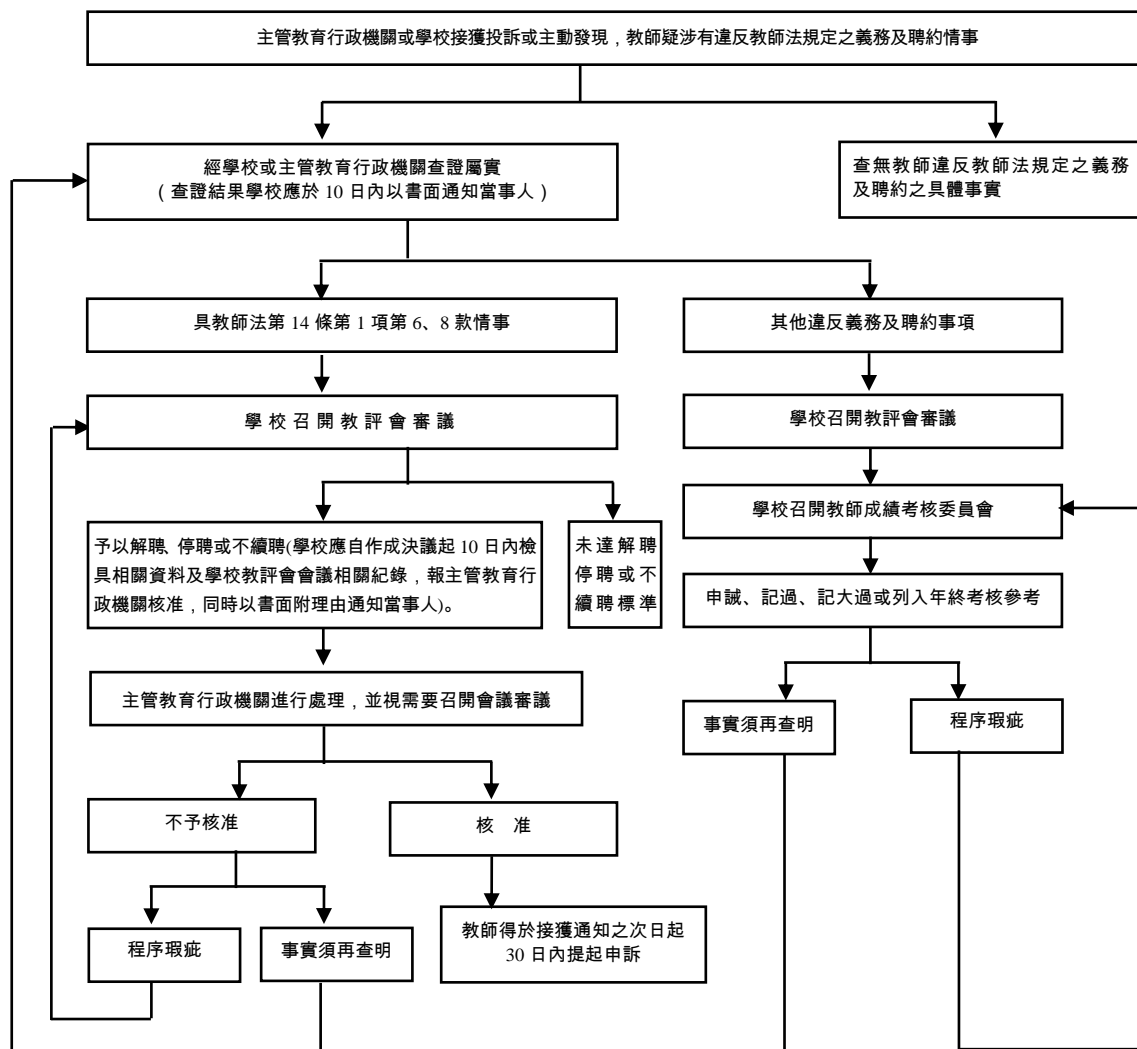 主管教育行政機關或學校接獲投訴或主動發現，教師疑涉有違反教師法規定之義務及聘約情事
經學校或主管教育行政機關查證屬實
（查證結果學校應於 10 日內以書面通知當事人）
查無教師違反教師法規定之義務
及聘約之具體事實
具教師法第 14 條第 1 項第 6、8 款情事
其他違反義務及聘約事項
學校召開教評會審議
學校召開教評會審議
學校召開教師成績考核委員會
予以解聘、停聘或不續聘(學校應自作成決議起 10 日內檢
具相關資料及學校教評會會議相關紀錄，報主管教育行
政機關核准，同時以書面附理由通知當事人)。
未達解聘
停聘或不
續聘標準
申誡、記過、記大過或列入年終考核參考
主管教育行政機關進行處理，並視需要召開會議審議
事實須再查明
程序瑕疵
不予核准
核 准
程序瑕疵
事實須再查明
教師得於接獲通知之次日起
30 日內提起申訴